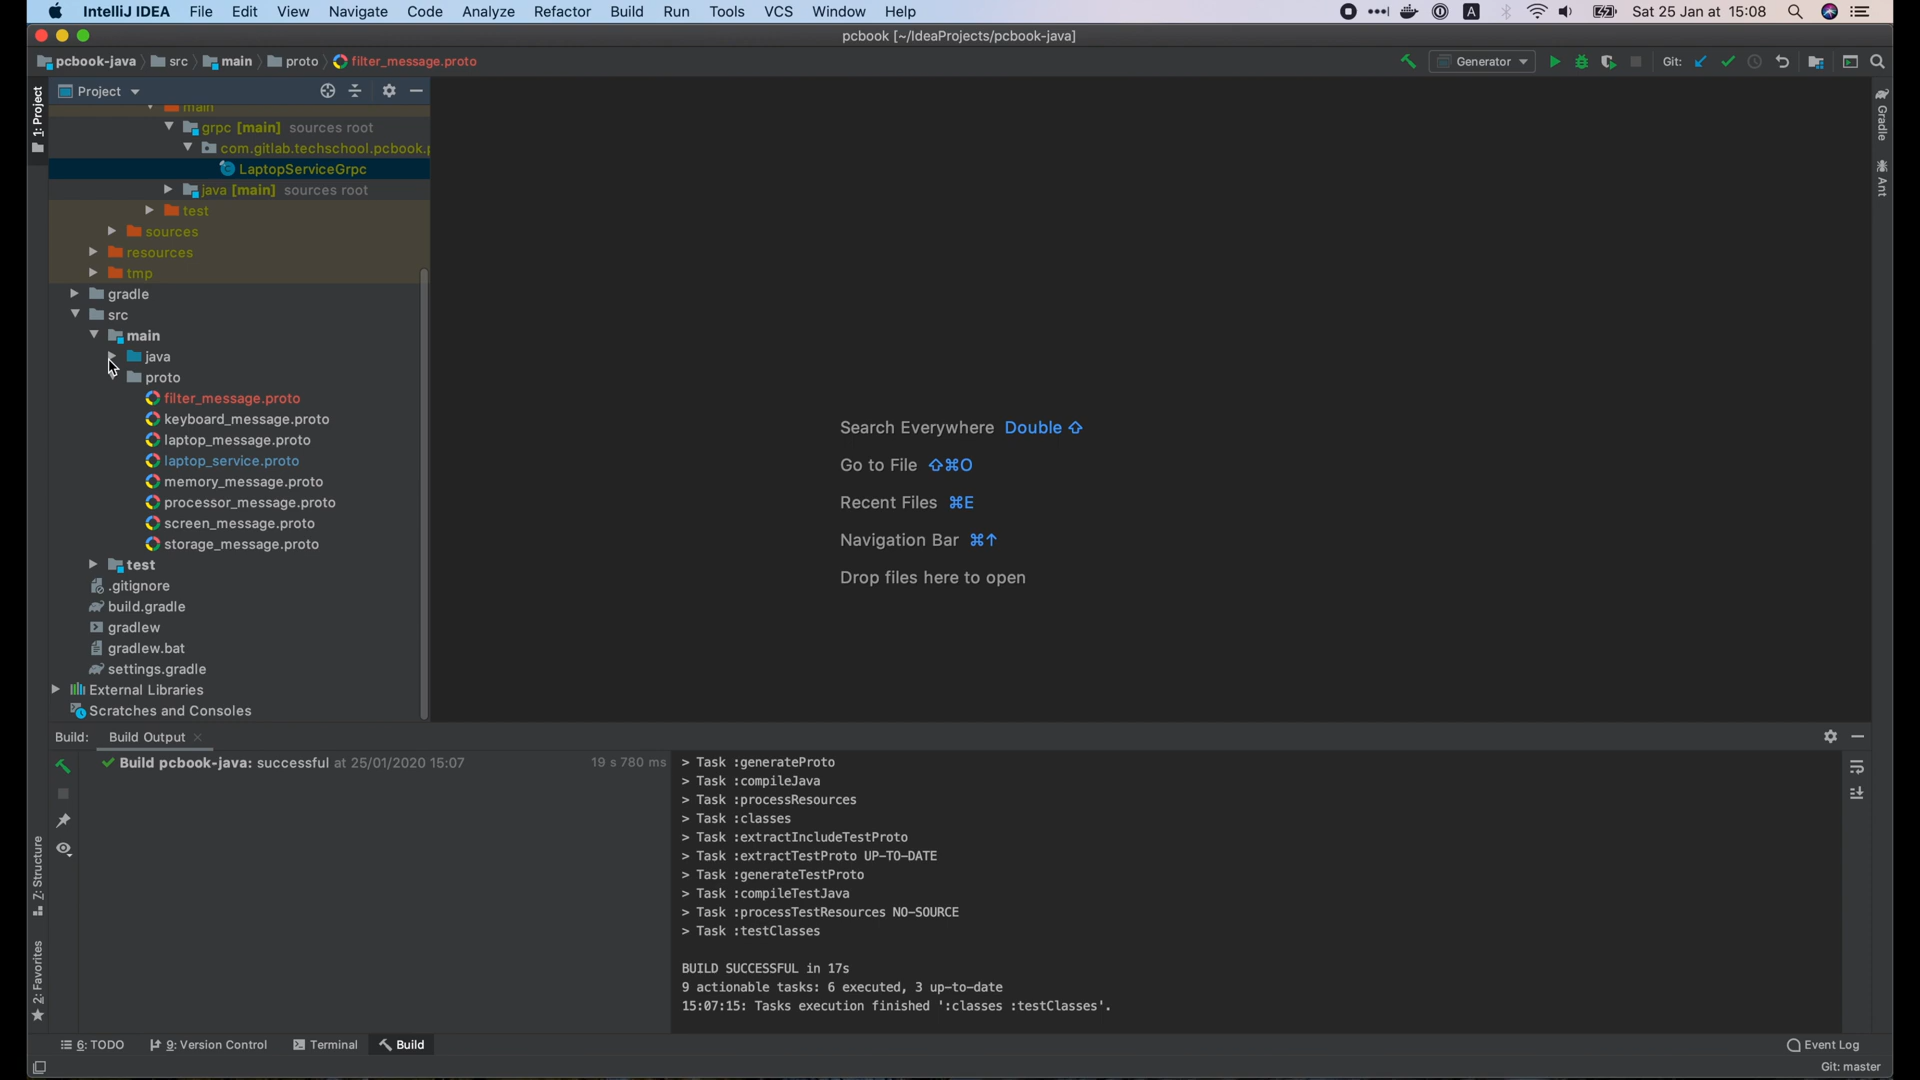 IntelliJ IDEA File Edit View Navigate Code Analyze Refactor Build Run Tools VCS Window Help A Sat 25 Jan at 15:08
pcbook [~/IdeaProjects/pcbook-java]
pcbook-java src main proto filter_message.proto Generator Git:
1: Project
Project
Gradle
Ant
main
grpc [main] sources root
com.gitlab.techschool.pcbook.
LaptopServiceGrpc
java [main] sources root
test
sources
resources
tmp
gradle
src
main
java
proto
filter_message.proto
keyboard_message.proto
laptop_message.proto
laptop_service.proto
memory_message.proto
processor_message.proto
screen_message.proto
storage_message.proto
test
.gitignore
build.gradle
gradlew
gradlew.bat
settings.gradle
External Libraries
Scratches and Consoles
Search Everywhere Double ⇧
Go to File ⇧⌘O
Recent Files ⌘E
Navigation Bar ⌘↑
Drop files here to open
Build: Build Output
Build pcbook-java: successful at 25/01/2020 15:07 19 s 780 ms
> Task :generateProto
> Task :compileJava
> Task :processResources
> Task :classes
> Task :extractIncludeTestProto
> Task :extractTestProto UP-TO-DATE
> Task :generateTestProto
> Task :compileTestJava
> Task :processTestResources NO-SOURCE
> Task :testClasses
BUILD SUCCESSFUL in 17s
9 actionable tasks: 6 executed, 3 up-to-date
15:07:15: Tasks execution finished ':classes :testClasses'.
Z: Structure
2: Favorites
6: TODO 9: Version Control Terminal Build Event Log
Git: master